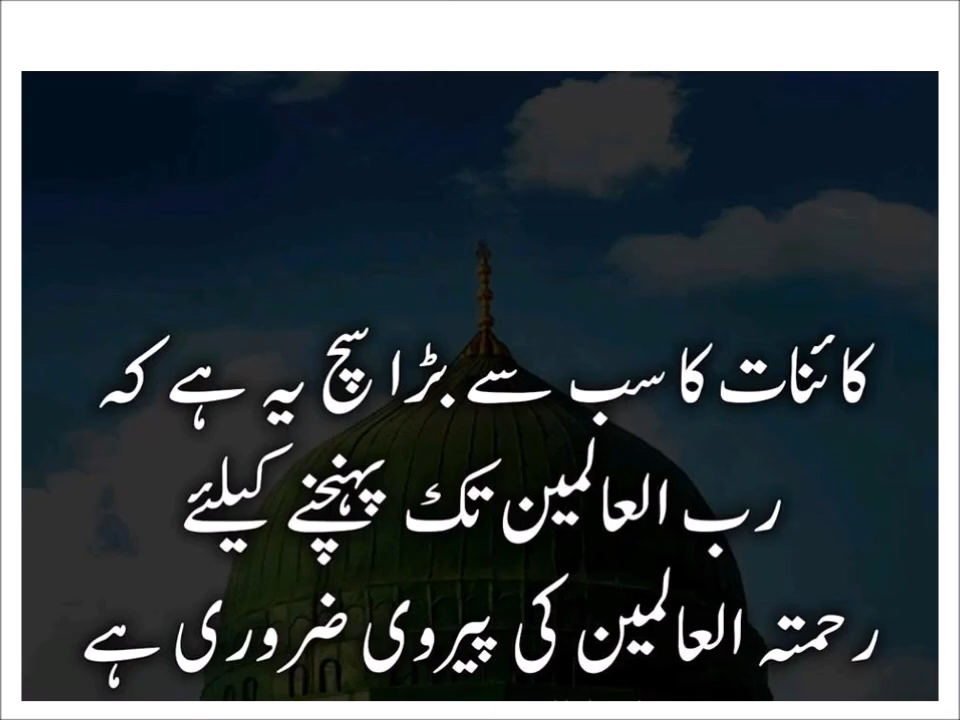 کائنات کا سب سے بڑا سچ یہ ہے کہ
رب العالمین تک پہنچنے کیلئے
رحمتہ العالمین کی پیروی ضروری ہے